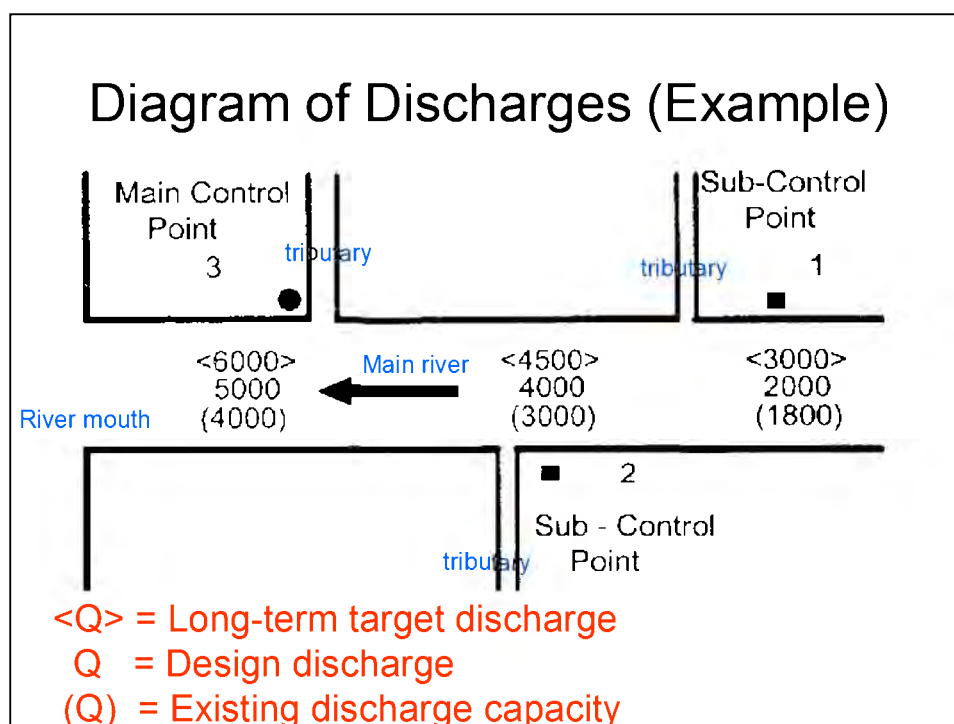 Diagram of Discharges (Example)
Main Control
Point
3
tributary
tributary
Sub-Control
Point
1
<6000>
5000
(4000)
Main river
<4500>
4000
(3000)
<3000>
2000
(1800)
River mouth
2
Sub - Control
Point
tributary
<Q> = Long-term target discharge
Q = Design discharge
(Q) = Existing discharge capacity